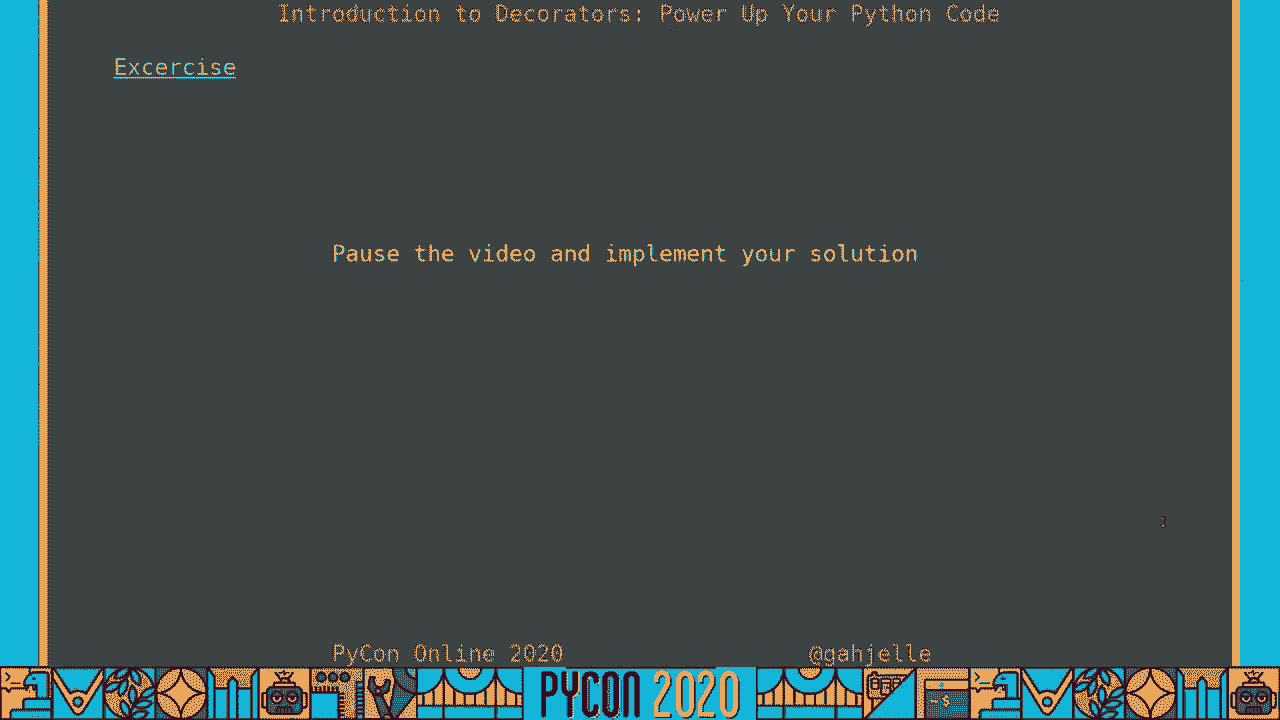 Introduction to Decorators: Power Up Your Python Code
Excercise
Pause the video and implement your solution
PyCon Online 2020
@gahjelle
PYCON 2020
~$